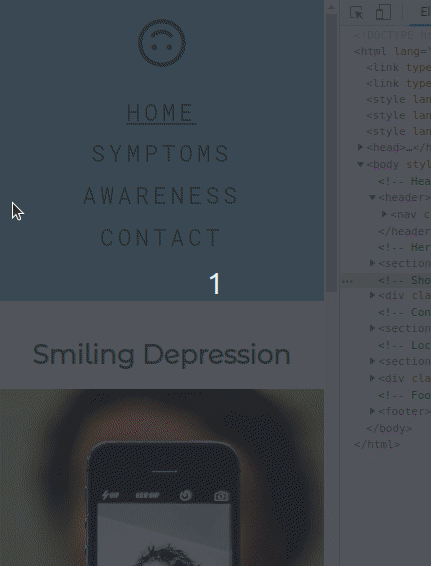 El
<!DOCTYPE h
<html lang="
<link type
<link type
<style lan
<style lan
<style lan
<head>…</h
<body styl
<!-- Hea
<header>
<nav c
</header
<!-- Her
<section
<!-- Sho
<div cla
<!-- Con
<section
<!-- Loc
<section
<div cla
<!-- Foo
<footer>
</body>
</html>
HOME
SYMPTOMS
AWARENESS
CONTACT
1
Smiling Depression